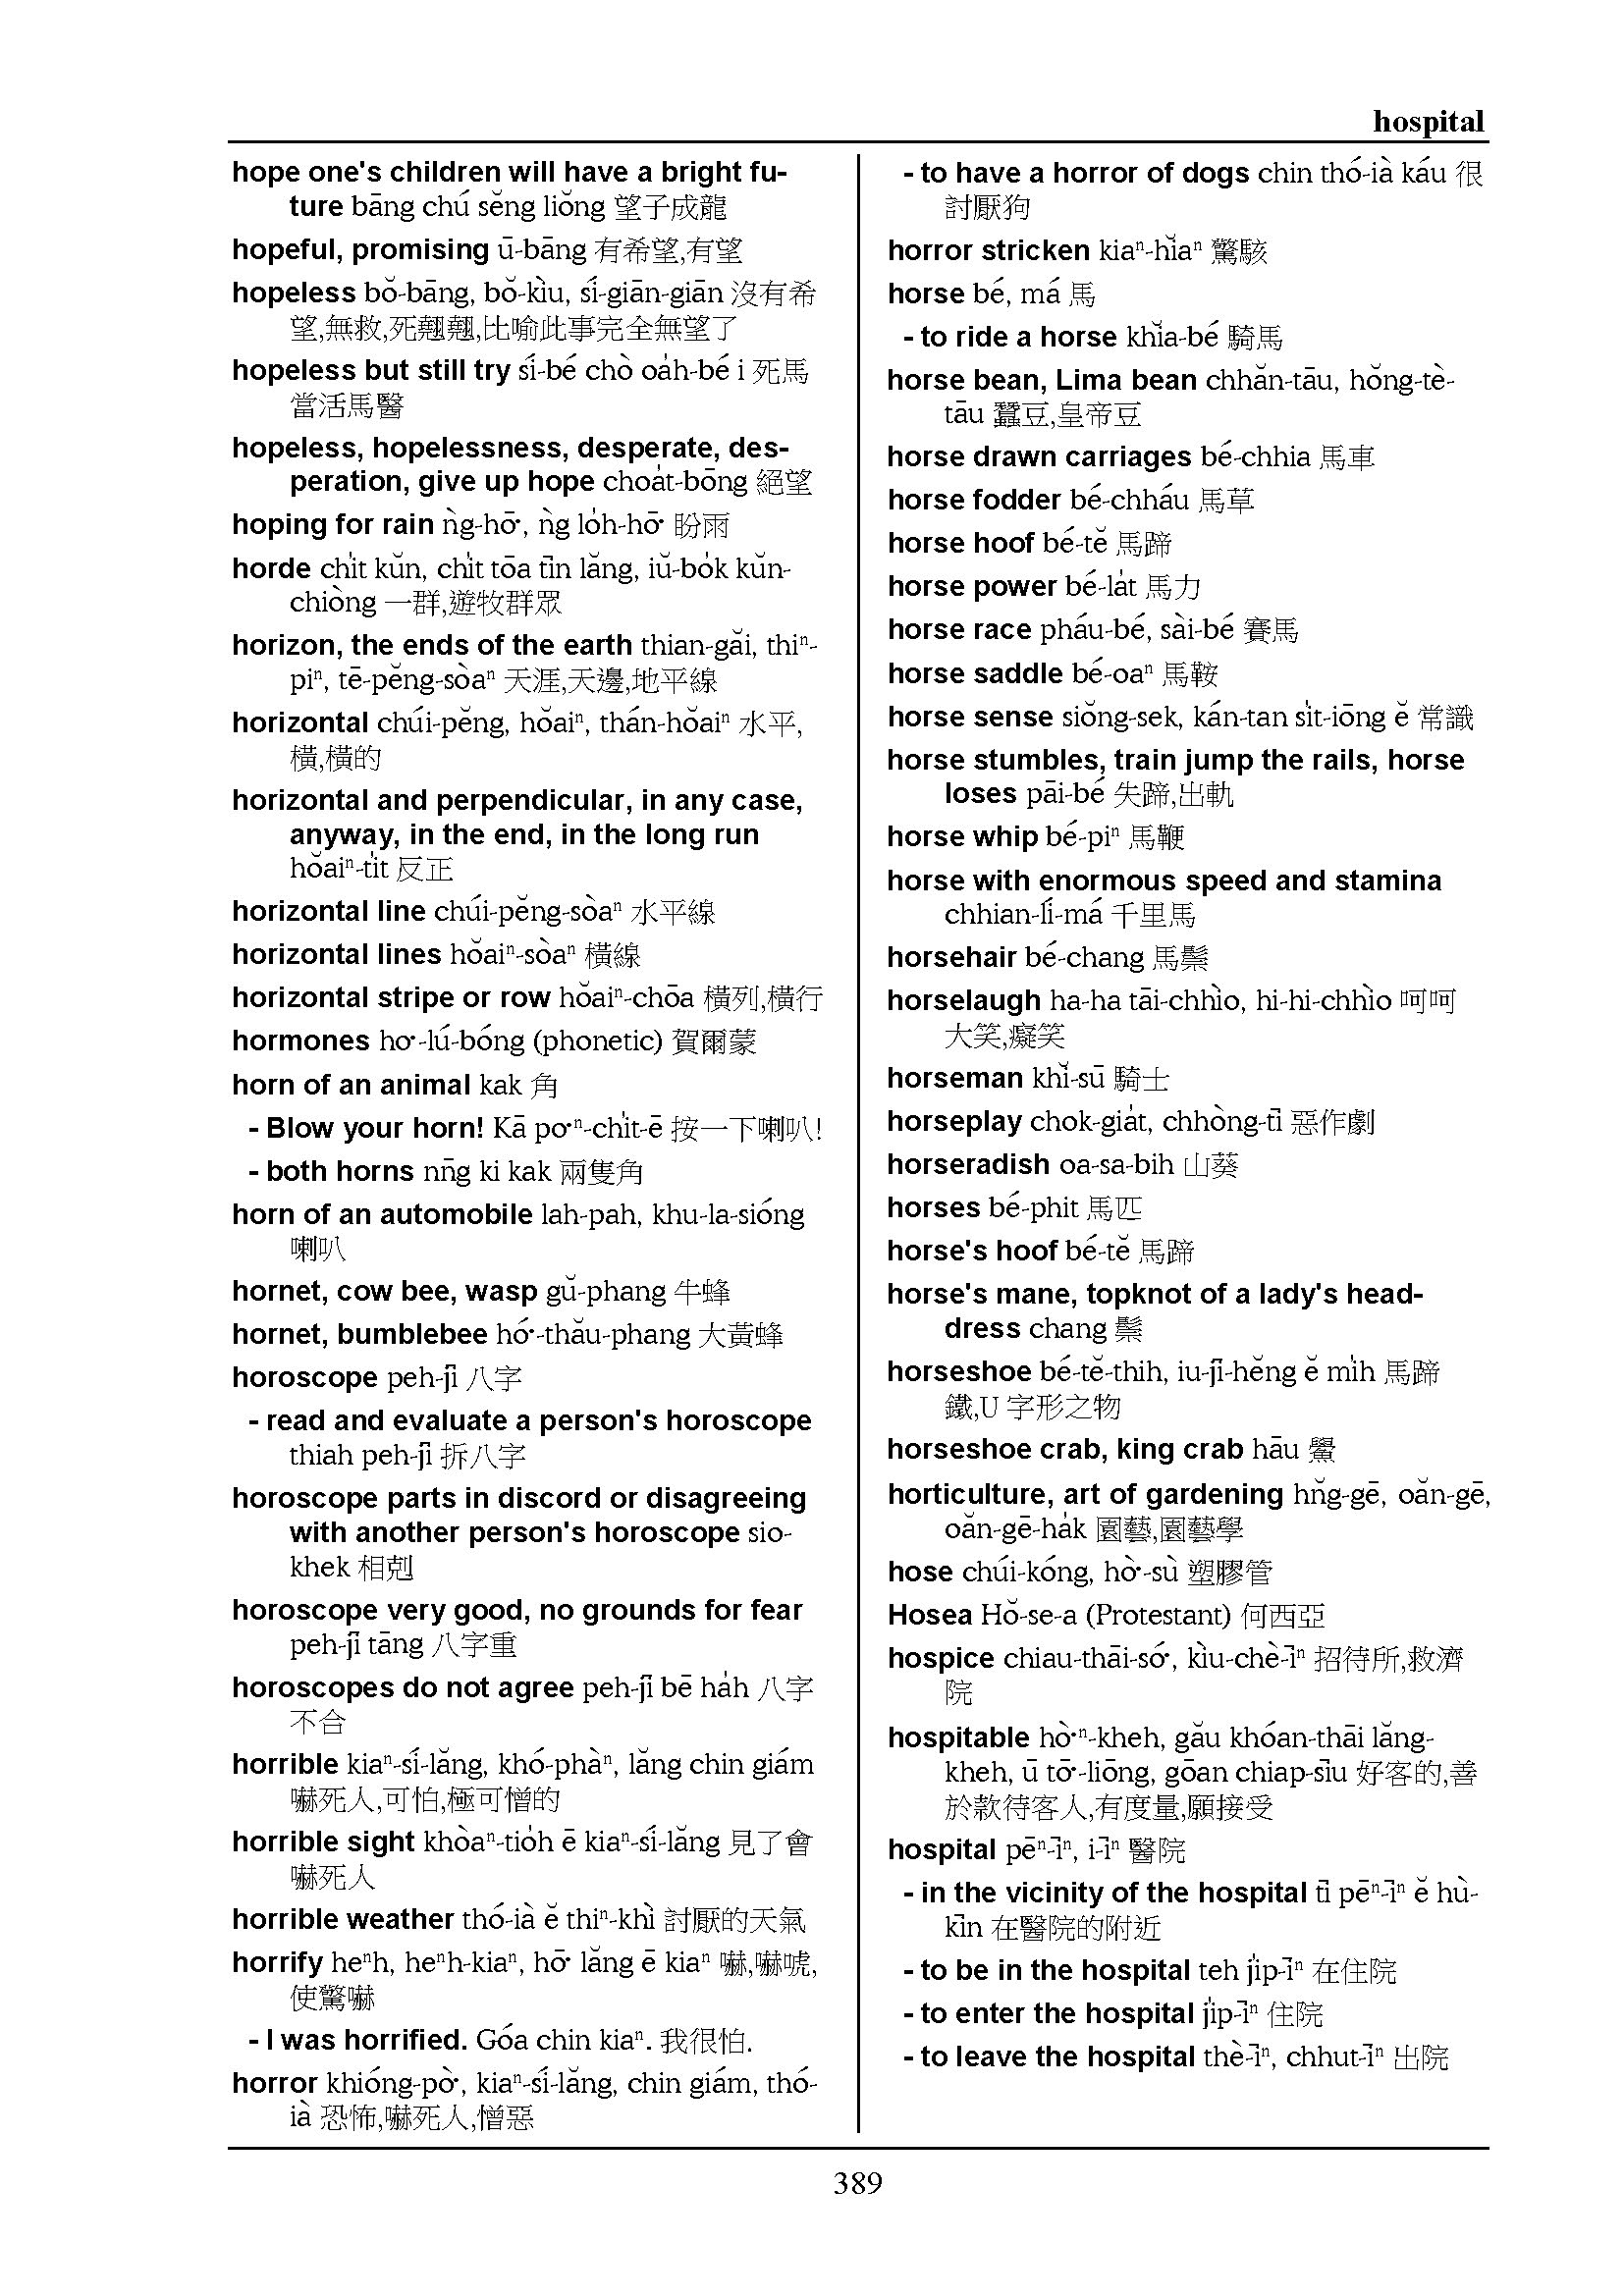 hospital
hope one's children will have a bright fu-
ture bāng chú sĕng liŏng 望子成龍
hopeful, promising ū-bāng 有希望,有望
hopeless bŏ-bāng, bŏ-kìu, sí-giān-giān 沒有希
望,無救,死翹翹,比喻此事完全無望了
hopeless but still try sí-bé chò oa̍h-bé i 死馬
當活馬醫
hopeless, hopelessness, desperate, des-
peration, give up hope choa̍t-bōng 絕望
hoping for rain ǹg-hō͘, ǹg lo̍h-hō͘ 盼雨
horde chi̍t kŭn, chi̍t tōa tīn lăng, iŭ-bo̍k kŭn-
chiòng 一群,遊牧群眾
horizon, the ends of the earth thian-găi, thiⁿ-
piⁿ, tē-pĕng-sòaⁿ 天涯,天邊,地平線
horizontal chúi-pĕng, hŏaiⁿ, thán-hŏaiⁿ 水平,
橫,橫的
horizontal and perpendicular, in any case,
anyway, in the end, in the long run
hŏaiⁿ-ti̍t 反正
horizontal line chúi-pĕng-sòaⁿ 水平線
horizontal lines hŏaiⁿ-sòaⁿ 橫線
horizontal stripe or row hŏaiⁿ-chōa 橫列,橫行
hormones ho͘-lú-bóng (phonetic) 賀爾蒙
horn of an animal kak 角
- Blow your horn! Kā po͘ⁿ-chi̍t-ē 按一下喇叭!
- both horns nn̄g ki kak 兩隻角
horn of an automobile lah-pah, khu-la-sióng
喇叭
hornet, cow bee, wasp gŭ-phang 牛蜂
hornet, bumblebee hó͘-thău-phang 大黃蜂
horoscope peh-jī 八字
- read and evaluate a person's horoscope
thiah peh-jī 拆八字
horoscope parts in discord or disagreeing
with another person's horoscope sio-
khek 相剋
horoscope very good, no grounds for fear
peh-jī tāng 八字重
horoscopes do not agree peh-jī bē ha̍h 八字
不合
horrible kiaⁿ-sí-lăng, khó-phàⁿ, lăng chin giám
嚇死人,可怕,極可憎的
horrible sight khòaⁿ-tio̍h ē kiaⁿ-sí-lăng 見了會
嚇死人
horrible weather thó-ià ĕ thiⁿ-khì 討厭的天氣
horrify heⁿh, heⁿh-kiaⁿ, hō͘ lăng ē kiaⁿ 嚇,嚇唬,
使驚嚇
- I was horrified. Góa chin kiaⁿ. 我很怕.
horror khióng-pò͘, kiaⁿ-sí-lăng, chin giám, thó-
ià 恐怖,嚇死人,憎惡
- to have a horror of dogs chin thó-ià káu 很
討厭狗
horror stricken kiaⁿ-hĭaⁿ 驚駭
horse bé, má 馬
- to ride a horse khĭa-bé 騎馬
horse bean, Lima bean chhăn-tāu, hŏng-tè-
tāu 蠶豆,皇帝豆
horse drawn carriages bé-chhia 馬車
horse fodder bé-chháu 馬草
horse hoof bé-tĕ 馬蹄
horse power bé-la̍t 馬力
horse race pháu-bé, sài-bé 賽馬
horse saddle bé-oaⁿ 馬鞍
horse sense siŏng-sek, kán-tan si̍t-iōng ĕ 常識
horse stumbles, train jump the rails, horse
loses pāi-bé 失蹄,出軌
horse whip bé-piⁿ 馬鞭
horse with enormous speed and stamina
chhian-lí-má 千里馬
horsehair bé-chang 馬鬃
horselaugh ha-ha tāi-chhìo, hi-hi-chhìo 呵呵
大笑,癡笑
horseman khĭ-sū 騎士
horseplay chok-gia̍t, chhòng-tī 惡作劇
horseradish oa-sa-bih 山葵
horses bé-phit 馬匹
horse's hoof bé-tĕ 馬蹄
horse's mane, topknot of a lady's head-
dress chang 鬃
horseshoe bé-tĕ-thih, iu-jī-hĕng ĕ mi̍h 馬蹄
鐵,U 字形之物
horseshoe crab, king crab hāu 鱟
horticulture, art of gardening hn̆g-gē, oăn-gē,
oăn-gē-ha̍k 園藝,園藝學
hose chúi-kóng, hò͘-sù 塑膠管
Hosea Hŏ-se-a (Protestant) 何西亞
hospice chiau-thāi-só͘, kìu-chè-īⁿ 招待所,救濟
院
hospitable hò͘ⁿ-kheh, gău khóan-thāi lăng-
kheh, ū tō͘-liōng, gōan chiap-sīu 好客的,善
於款待客人,有度量,願接受
hospital pēⁿ-īⁿ, i-īⁿ 醫院
- in the vicinity of the hospital tī pēⁿ-īⁿ ĕ hù-
kīn 在醫院的附近
- to be in the hospital teh ji̍p-īⁿ 在住院
- to enter the hospital ji̍p-īⁿ 住院
- to leave the hospital thè-īⁿ, chhut-īⁿ 出院
389